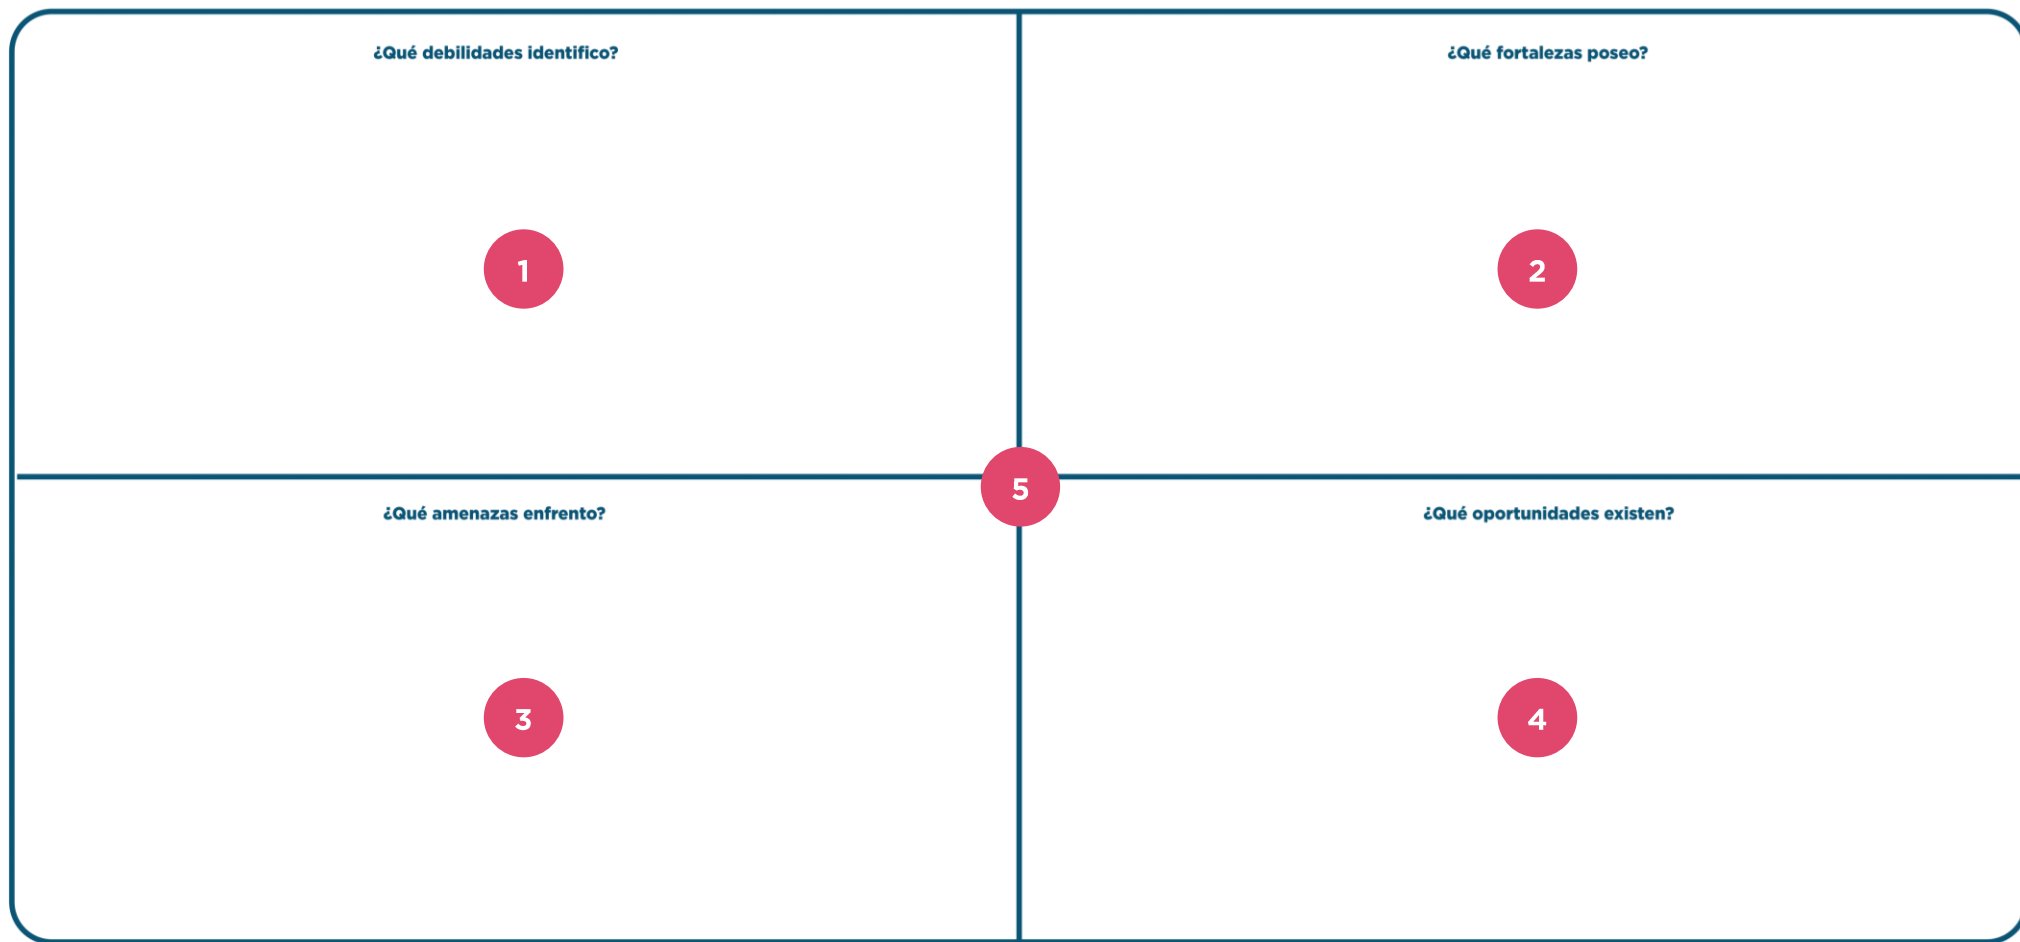 ¿Qué debilidades identifico?
¿Qué fortalezas poseo?
1
2
5
¿Qué amenazas enfrento?
¿Qué oportunidades existen?
3
4